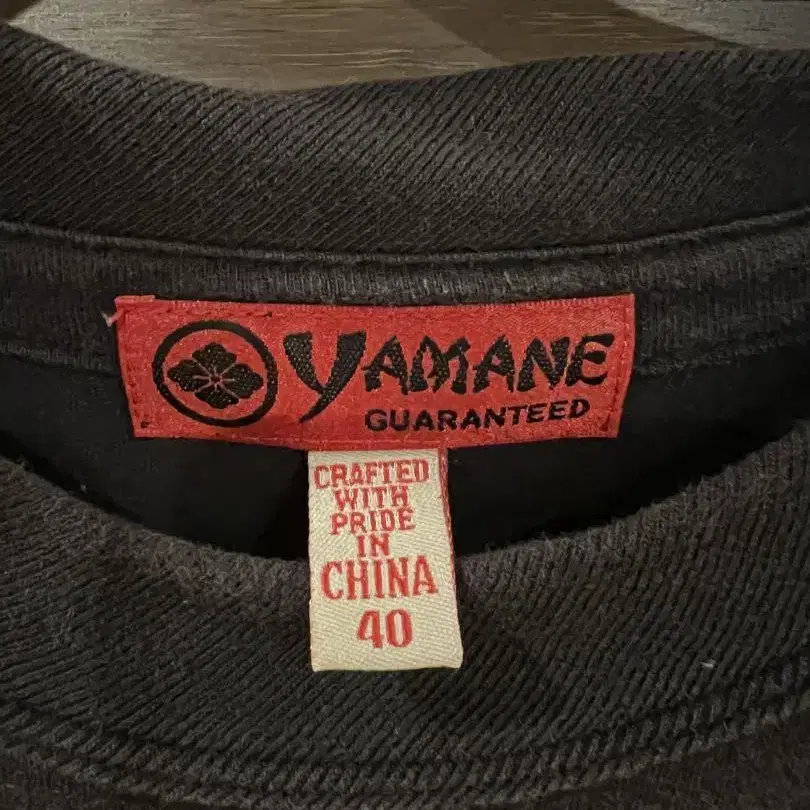 YAMANE
GUARANTEED
CRAFTED
WITH
PRIDE
IN
CHINA
40